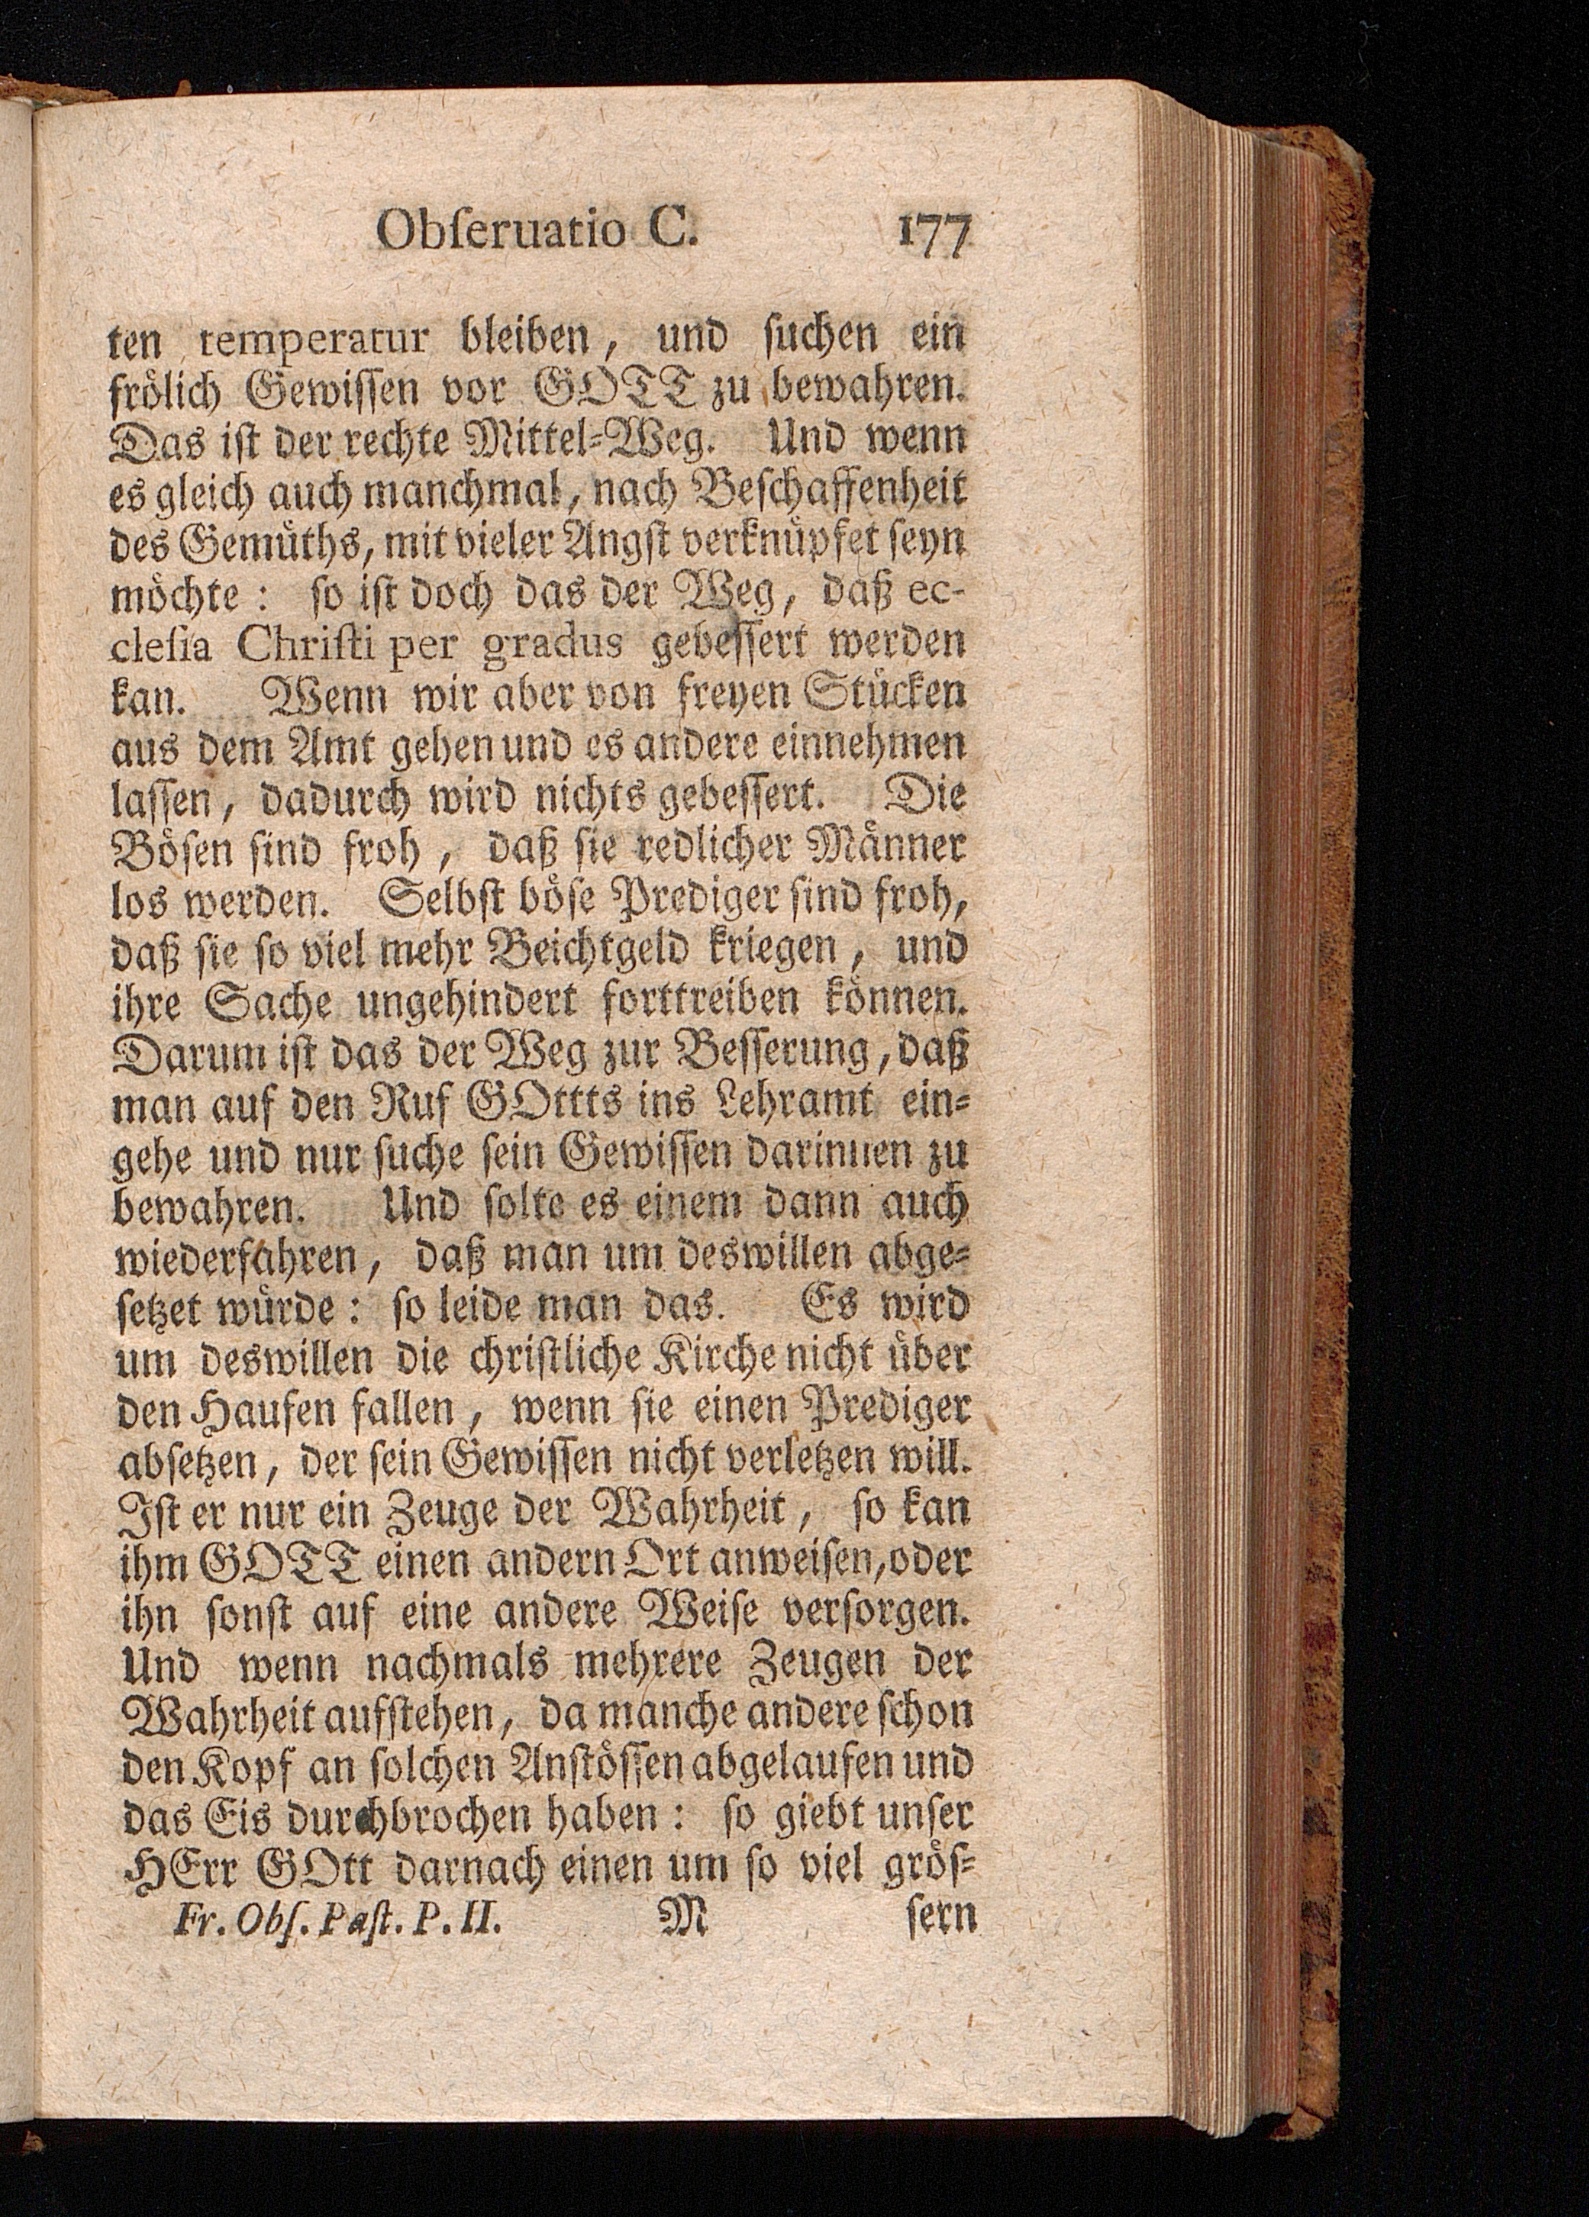 Obſeruatio C. 177
ten temperatur bleiben, und ſuchen ein
frölich Gewiſſen vor GOTT zu bewahren.
Das iſt der rechte Mittel=Weg. Und wenn
es gleich auch manchmal, nach Beſchaffenheit
des Gemüths, mit vieler Angſt verknüpfet ſeyn
möchte: ſo iſt doch das der Weg, daß ec-
cleſia Chriſti per gradus gebeſſert werden
kan. Wenn wir aber von freyen Stücken
aus dem Amt gehen und es andere einnehmen
laſſen, dadurch wird nichts gebeſſert. Die
Böſen ſind froh, daß ſie redlicher Männer
los werden. Selbſt böſe Prediger ſind froh,
daß ſie ſo viel mehr Beichtgeld kriegen, und
ihre Sache ungehindert forttreiben können.
Darum iſt das der Weg zur Beſſerung, daß
man auf den Ruf GOttts ins Lehramt ein=
gehe und nur ſuche ſein Gewiſſen darinuen zu
bewahren. Und ſolte es einem dann auch
wiederfahren, daß man um deswillen abge=
ſetzet würde: ſo leide man das. Es wird
um deswillen die chriſtliche Kirche nicht über
den Haufen fallen, wenn ſie einen Prediger
abſetzen, der ſein Gewiſſen nicht verletzen will.
Iſt er nur ein Zeuge der Wahrheit, ſo kan
ihm GOTT einen andern Ort anweiſen, oder
ihn ſonſt auf eine andere Weiſe verſorgen.
Und wenn nachmals mehrere Zeugen der
Wahrheit aufſtehen, da manche andere ſchon
den Kopf an ſolchen Anſtöſſen abgelaufen und
das Eis durchbrochen haben: ſo giebt unſer
HErr GOtt darnach einen um ſo viel gröſ=
Fr. Obſ. Paſt. P. II. M ſern